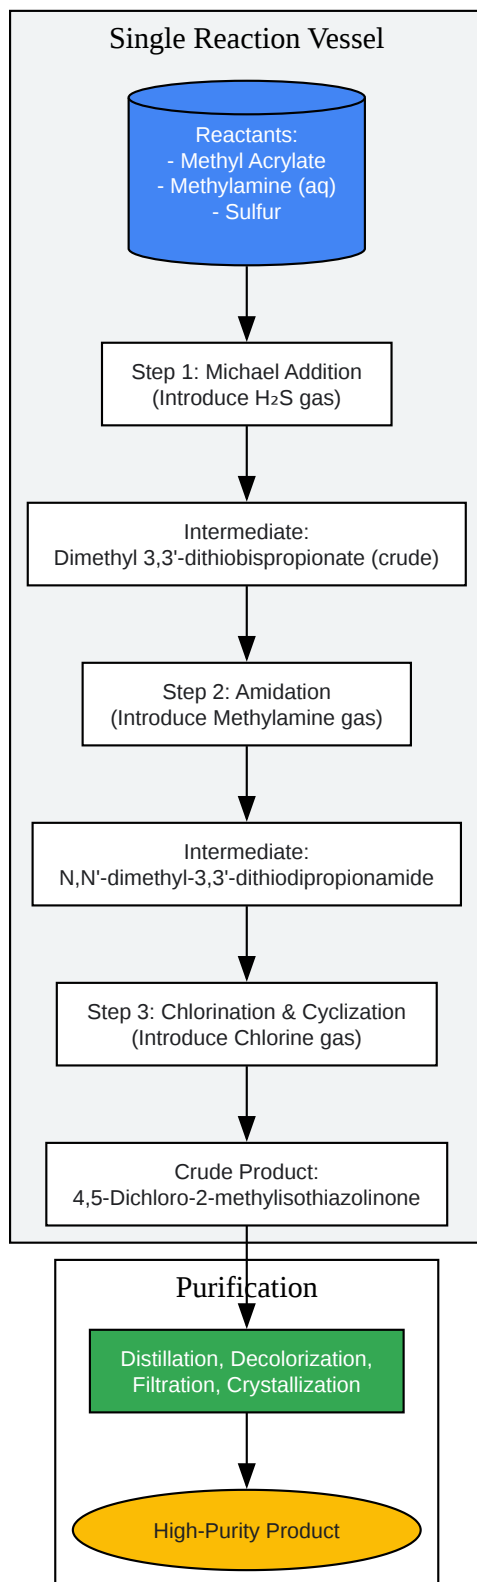 Single Reaction Vessel
Reactants:
- Methyl Acrylate
- Methylamine (aq)
- Sulfur
Step 1: Michael Addition
(Introduce H₂S gas)
Intermediate:
Dimethyl 3,3'-dithiobispropionate (crude)
Step 2: Amidation
(Introduce Methylamine gas)
Intermediate:
N,N'-dimethyl-3,3'-dithiodipropionamide
Step 3: Chlorination & Cyclization
(Introduce Chlorine gas)
Crude Product:
4,5-Dichloro-2-methylisothiazolinone
Purification
Distillation, Decolorization,
Filtration, Crystallization
High-Purity Product